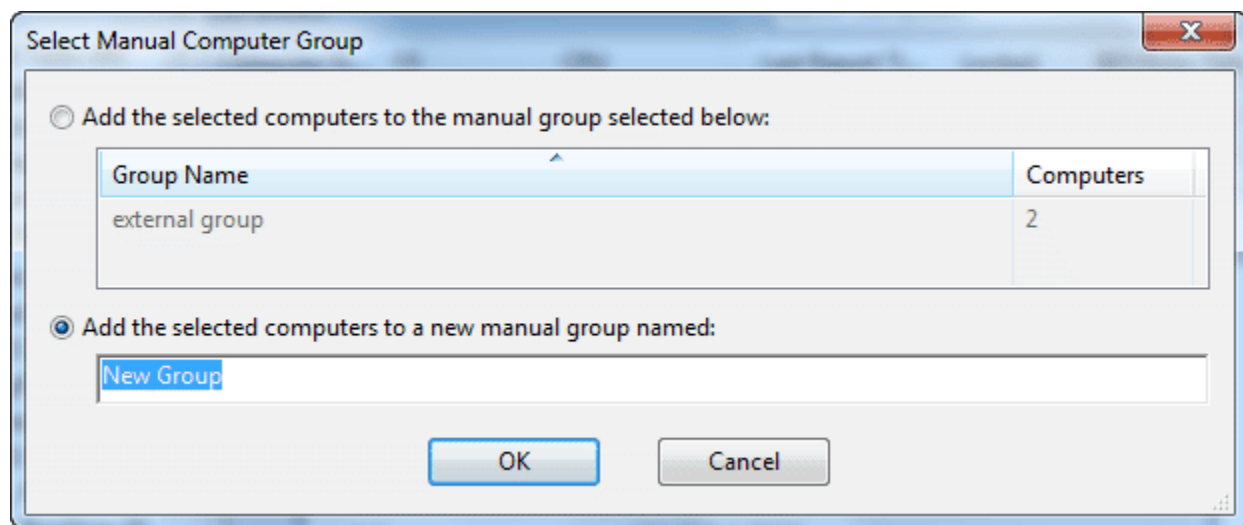 Select Manual Computer Group
Add the selected computers to the manual group selected below:
Group Name Computers
external group 2
Add the selected computers to a new manual group named:
New Group
OK Cancel